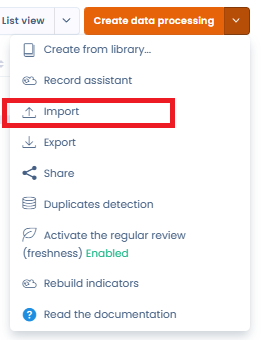 List view
Create data processing
Create from library...
Record assistant
Import
Export
Share
Duplicates detection
Activate the regular review
(freshness) Enabled
Rebuild indicators
Read the documentation